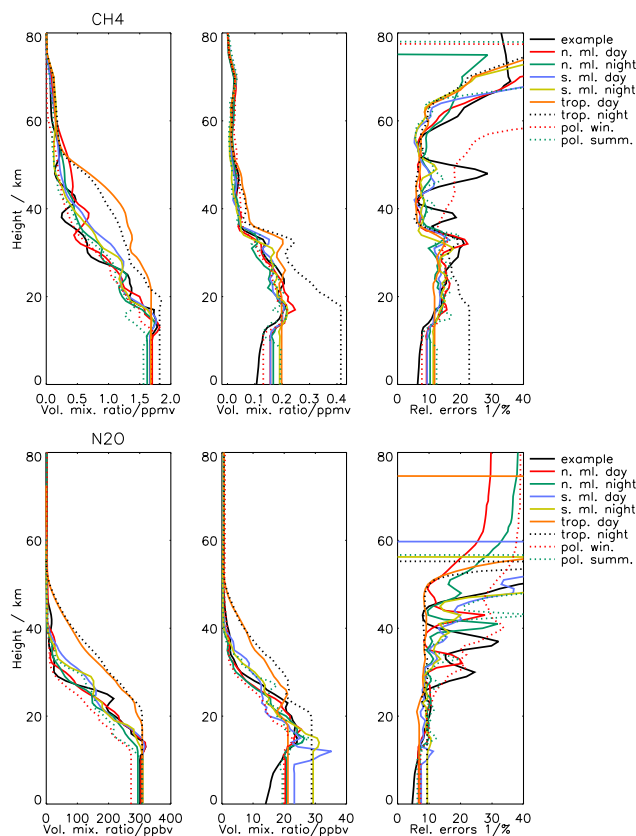 CH4
80
60
40
20
0
Height / km
0.0 0.5 1.0 1.5 2.0
Vol. mix. ratio/ppmv
80
60
40
20
0
0.0 0.1 0.2 0.3 0.4
Vol. mix. ratio/ppmv
80
60
40
20
0
0 10 20 30 40
Rel. errors 1/%
example
n. ml. day
n. ml. night
s. ml. day
s. ml. night
trop. day
trop. night
pol. win.
pol. summ.
N2O
80
60
40
20
0
Height / km
0 100 200 300 400
Vol. mix. ratio/ppbv
80
60
40
20
0
0 10 20 30 40
Vol. mix. ratio/ppbv
80
60
40
20
0
0 10 20 30 40
Rel. errors 1/%
example
n. ml. day
n. ml. night
s. ml. day
s. ml. night
trop. day
trop. night
pol. win.
pol. summ.